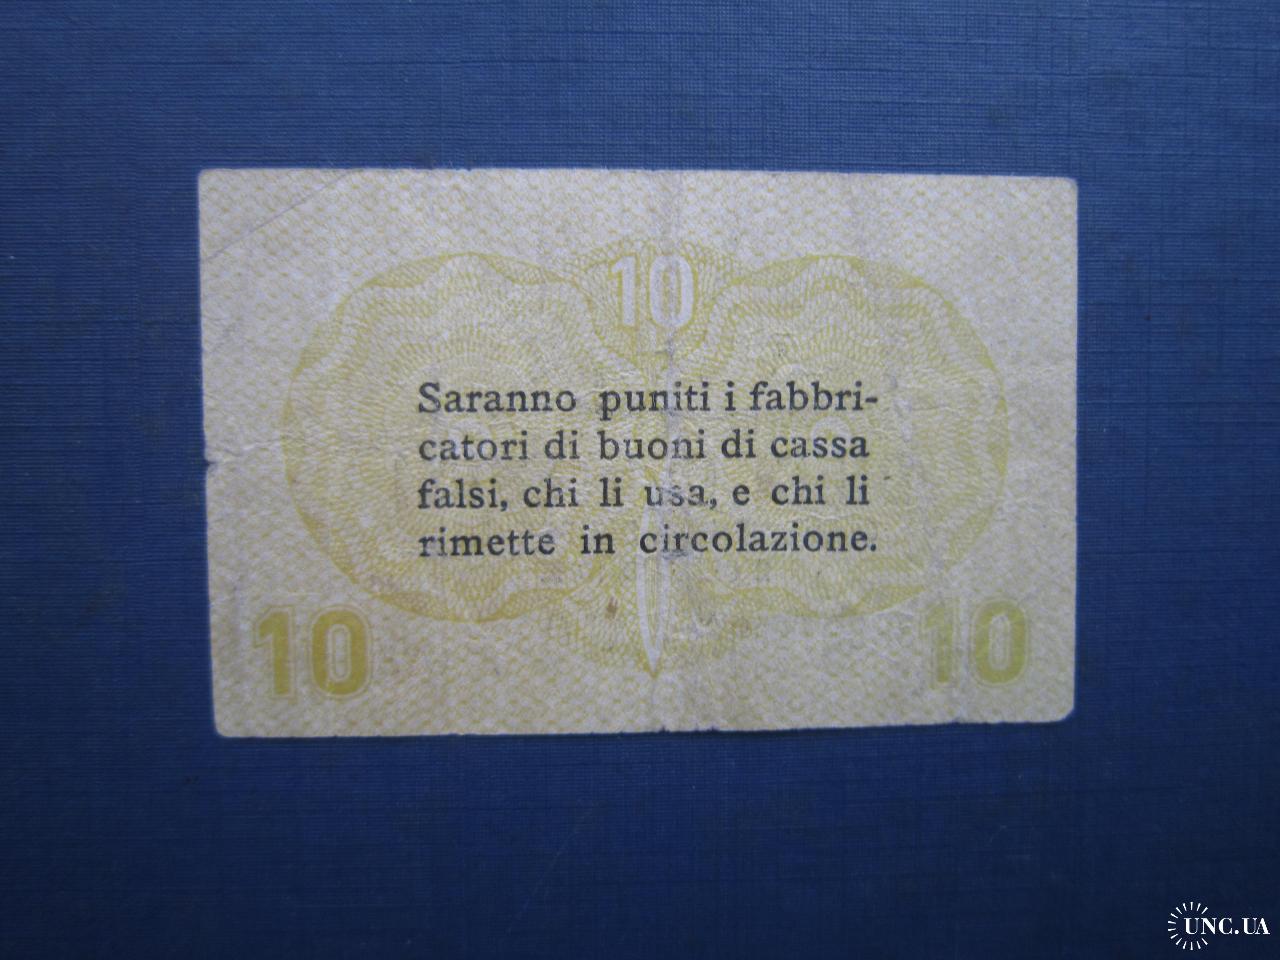 10
Saranno puniti i fabbri-
catori di buoni di cassa
falsi, chi li usa, e chi li
rimette in circolazione.
10 10
UNC.UA